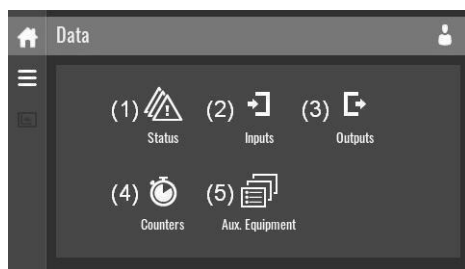 Data
(1) (2) (3)
Status Inputs Outputs
(4) (5)
Counters Aux. Equipment